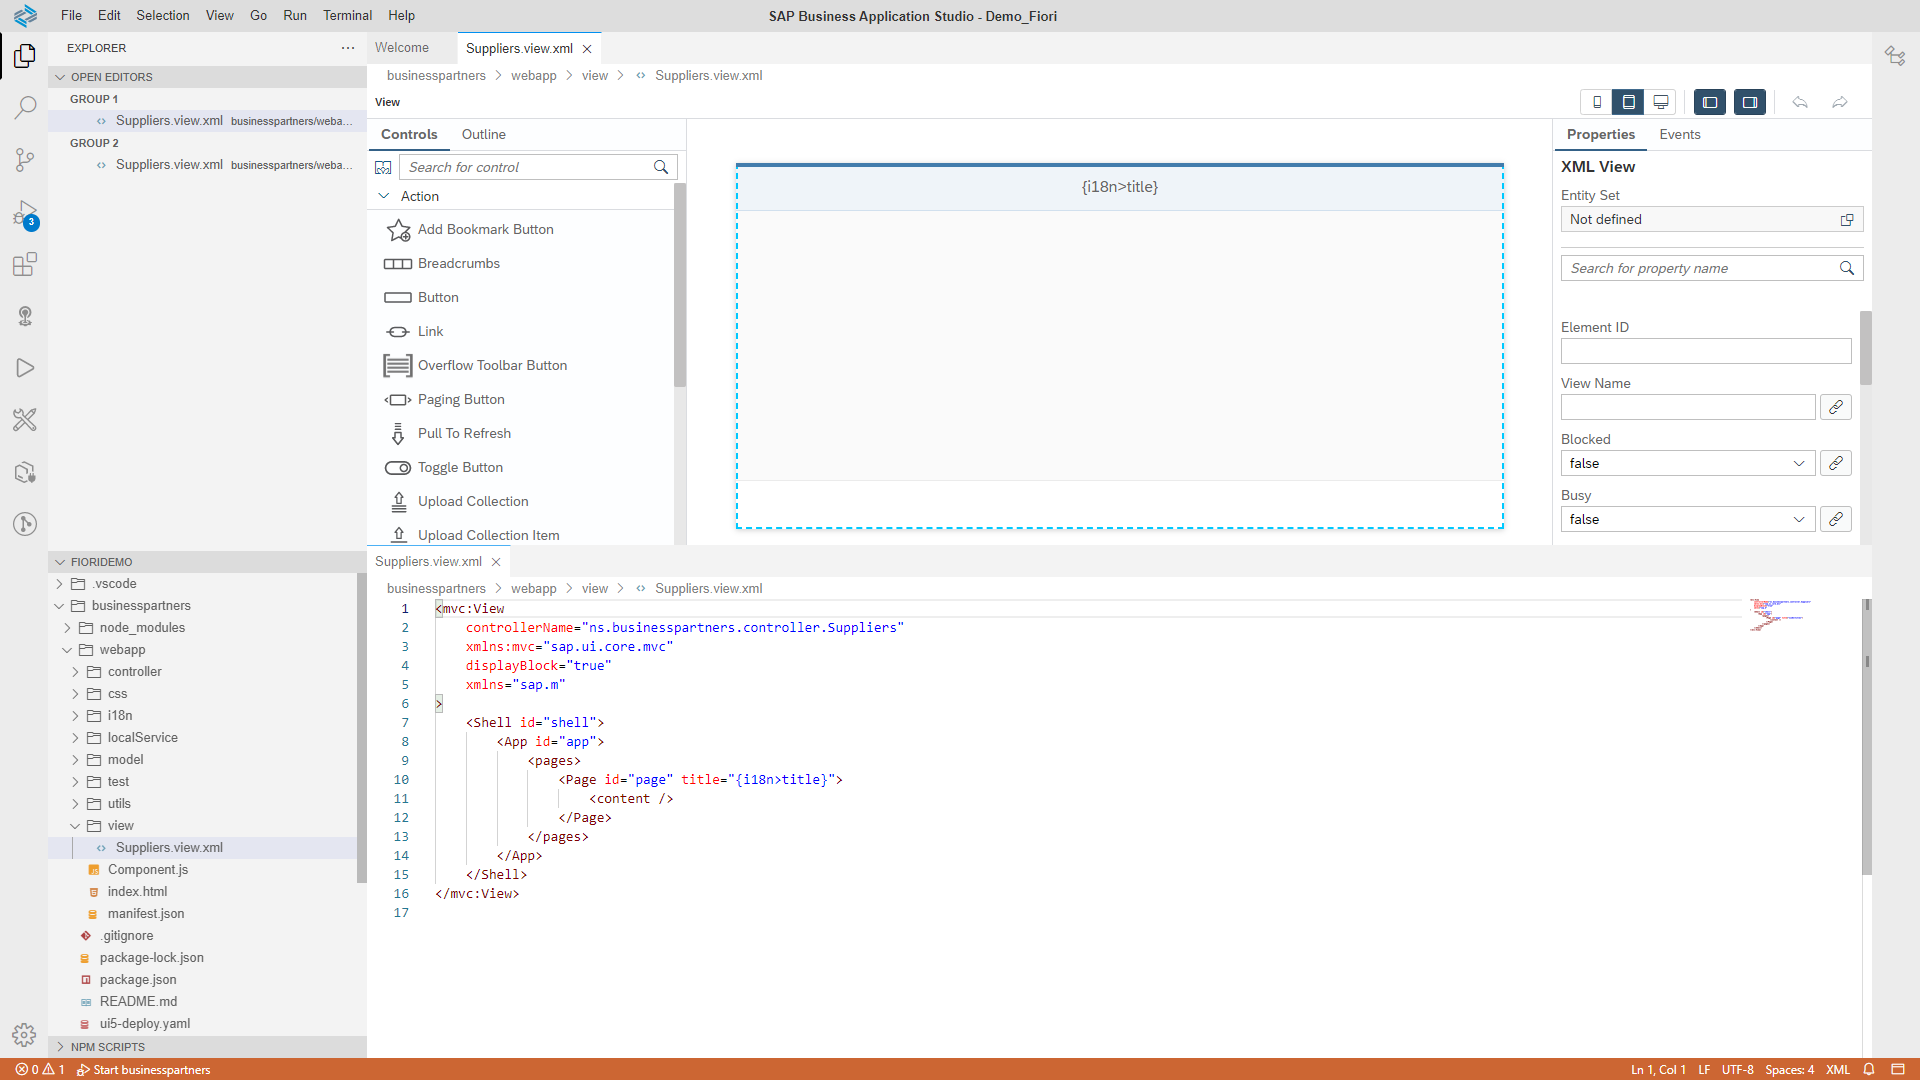 File Edit Selection View Go Run Terminal Help
SAP Business Application Studio - Demo_Fiori
EXPLORER
OPEN EDITORS
GROUP 1
Suppliers.view.xml businesspartners/weba...
GROUP 2
Suppliers.view.xml businesspartners/weba...
3
Welcome
Suppliers.view.xml
businesspartners > webapp > view > Suppliers.view.xml
View
Controls Outline
Search for control
Action
Add Bookmark Button
Breadcrumbs
Button
Link
Overflow Toolbar Button
Paging Button
Pull To Refresh
Toggle Button
Upload Collection
Upload Collection Item
{i18n>title}
Properties Events
XML View
Entity Set
Not defined
Search for property name
Element ID
View Name
Blocked
false
Busy
false
FIORIDEMO
.vscode
businesspartners
node_modules
webapp
controller
css
i18n
localService
model
test
utils
view
Suppliers.view.xml
Component.js
index.html
manifest.json
.gitignore
package-lock.json
package.json
README.md
ui5-deploy.yaml
NPM SCRIPTS
Suppliers.view.xml
businesspartners > webapp > view > Suppliers.view.xml
1 <mvc:View
2 controllerName="ns.businesspartners.controller.Suppliers"
3 xmlns:mvc="sap.ui.core.mvc"
4 displayBlock="true"
5 xmlns="sap.m"
6 >
7 <Shell id="shell">
8 <App id="app">
9 <pages>
10 <Page id="page" title="{i18n>title}">
11 <content />
12 </Page>
13 </pages>
14 </App>
15 </Shell>
16 </mvc:View>
17
0 1 Start businesspartners
Ln 1, Col 1 LF UTF-8 Spaces: 4 XML